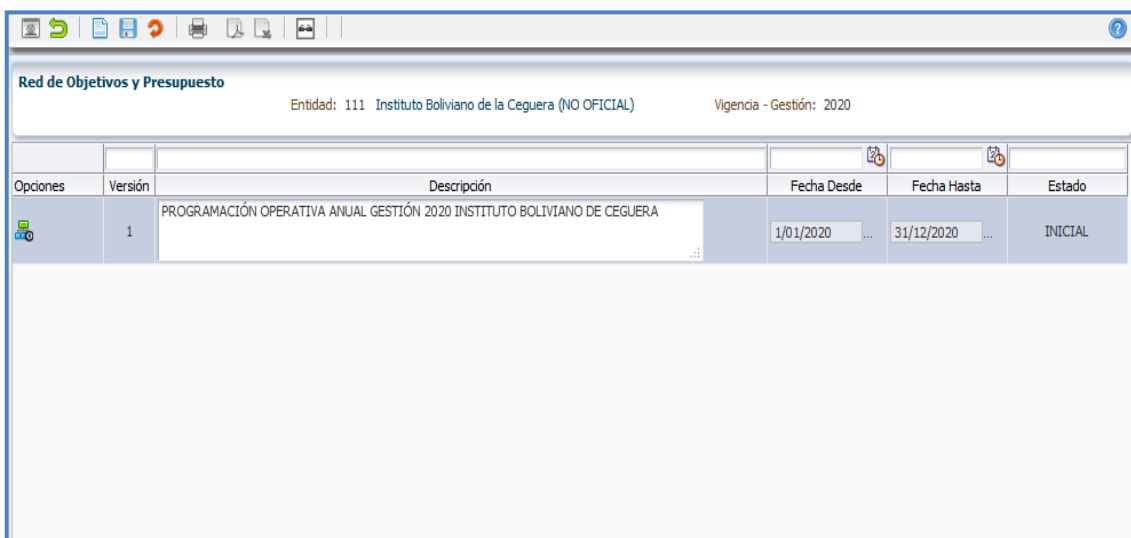 Red de Objetivos y Presupuesto
Entidad: 111 Instituto Boliviano de la Ceguera (NO OFICIAL) Vigencia - Gestión: 2020
Opciones Versión Descripción Fecha Desde Fecha Hasta Estado
PROGRAMACIÓN OPERATIVA ANUAL GESTIÓN 2020 INSTITUTO BOLIVIANO DE CEGUERA
1 1/01/2020 ... 31/12/2020 ... INICIAL